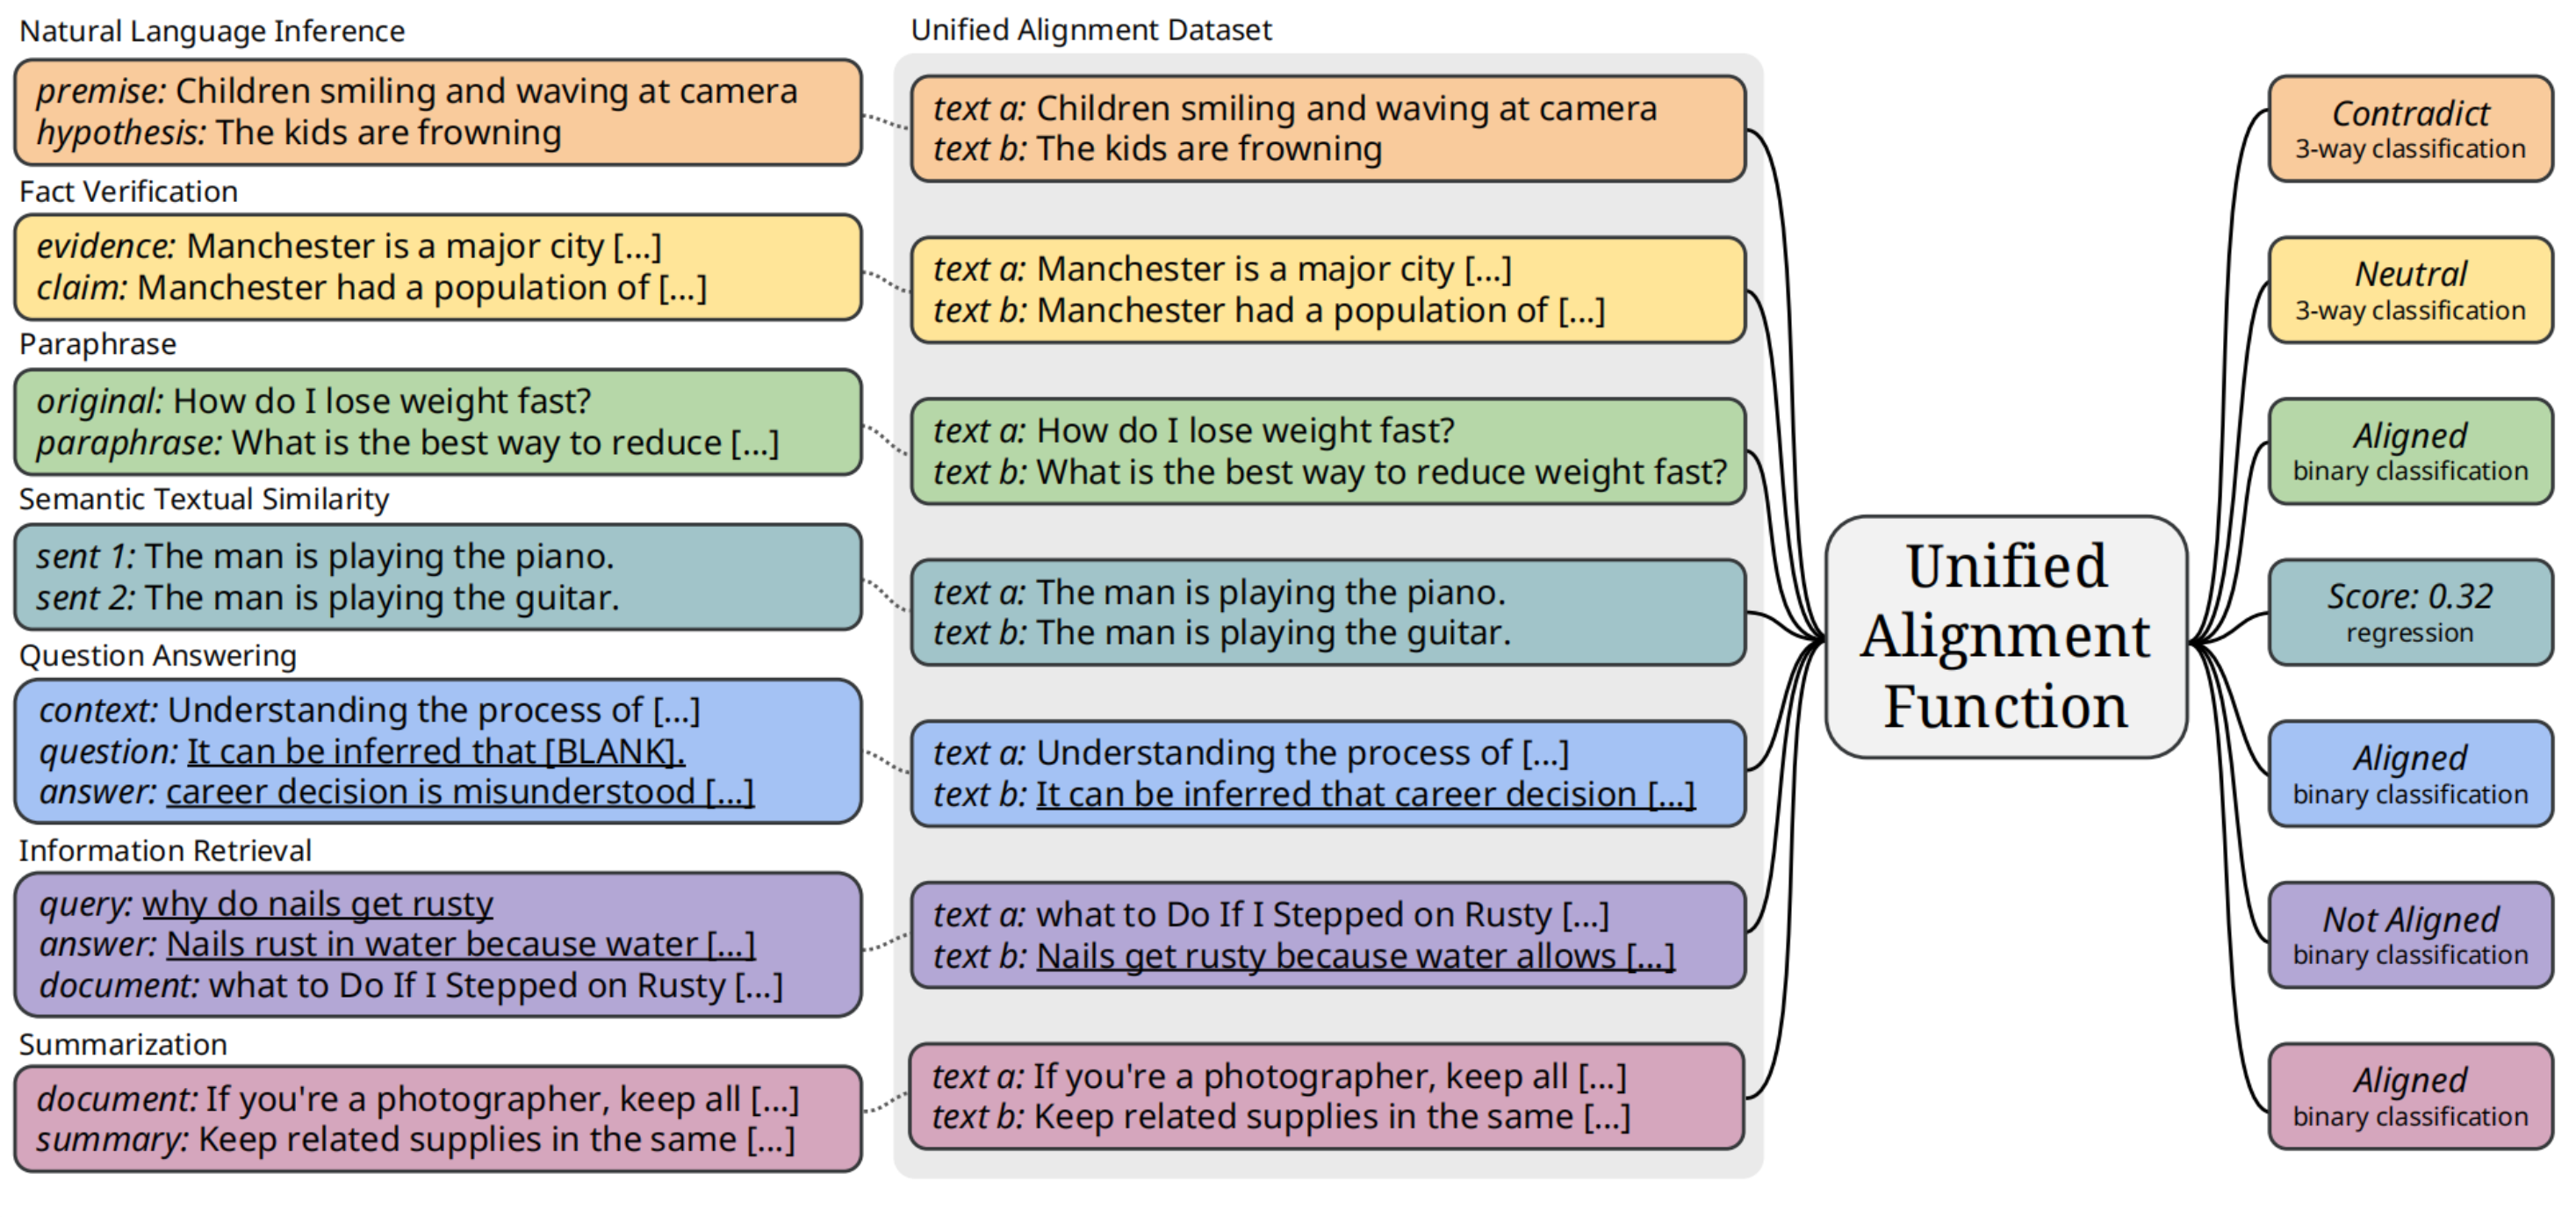 Natural Language Inference
premise: Children smiling and waving at camera
hypothesis: The kids are frowning
Fact Verification
evidence: Manchester is a major city [...]
claim: Manchester had a population of [...]
Paraphrase
original: How do I lose weight fast?
paraphrase: What is the best way to reduce [...]
Semantic Textual Similarity
sent 1: The man is playing the piano.
sent 2: The man is playing the guitar.
Question Answering
context: Understanding the process of [...]
question: It can be inferred that [BLANK].
answer: career decision is misunderstood [...]
Information Retrieval
query: why do nails get rusty
answer: Nails rust in water because water [...]
document: what to Do If I Stepped on Rusty [...]
Summarization
document: If you're a photographer, keep all [...]
summary: Keep related supplies in the same [...]
Unified Alignment Dataset
text a: Children smiling and waving at camera
text b: The kids are frowning
text a: Manchester is a major city [...]
text b: Manchester had a population of [...]
text a: How do I lose weight fast?
text b: What is the best way to reduce weight fast?
text a: The man is playing the piano.
text b: The man is playing the guitar.
text a: Understanding the process of [...]
text b: It can be inferred that career decision [...]
text a: what to Do If I Stepped on Rusty [...]
text b: Nails get rusty because water allows [...]
text a: If you're a photographer, keep all [...]
text b: Keep related supplies in the same [...]
Unified
Alignment
Function
Contradict
3-way classification
Neutral
3-way classification
Aligned
binary classification
Score: 0.32
regression
Aligned
binary classification
Not Aligned
binary classification
Aligned
binary classification